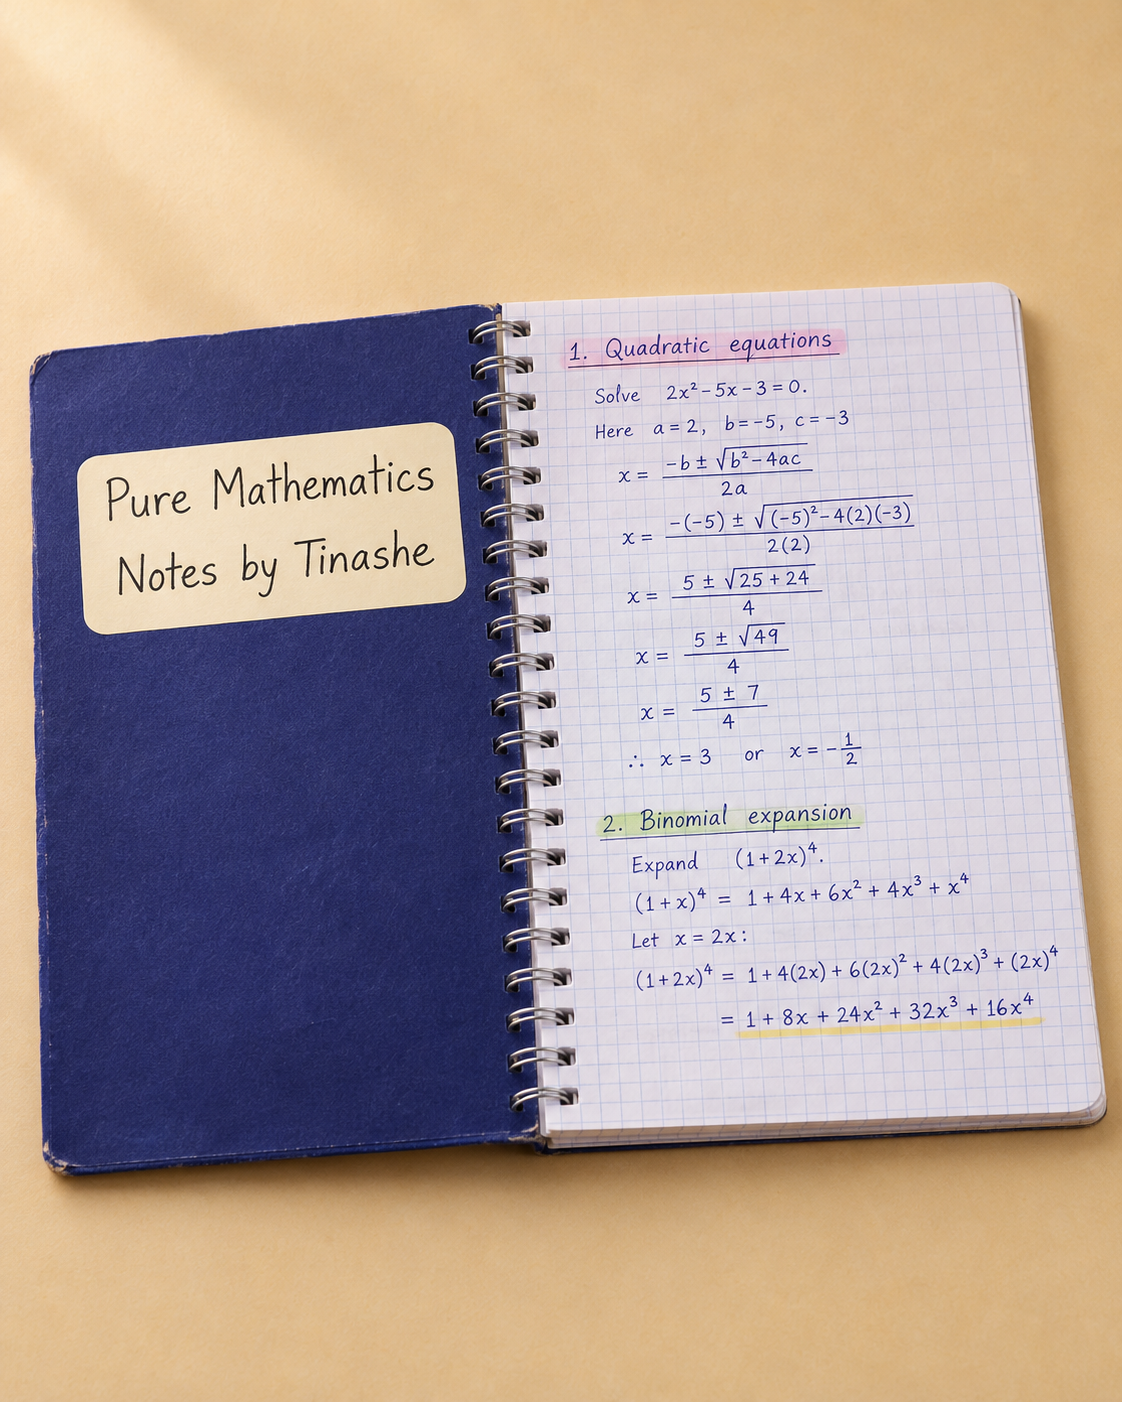 Pure Mathematics
Notes by Tinashe
1. Quadratic equations
Solve 2x² – 5x – 3 = 0.
Here a = 2, b = –5, c = –3
x = (–b ± √(b² – 4ac)) / 2a
x = (–(–5) ± √((–5)² – 4(2)(–3))) / 2(2)
x = (5 ± √(25 + 24)) / 4
x = (5 ± √49) / 4
x = (5 ± 7) / 4
∴ x = 3 or x = –1/2
2. Binomial expansion
Expand (1+2x)⁴.
(1+x)⁴ = 1 + 4x + 6x² + 4x³ + x⁴
Let x = 2x:
(1+2x)⁴ = 1 + 4(2x) + 6(2x)² + 4(2x)³ + (2x)⁴
= 1 + 8x + 24x² + 32x³ + 16x⁴